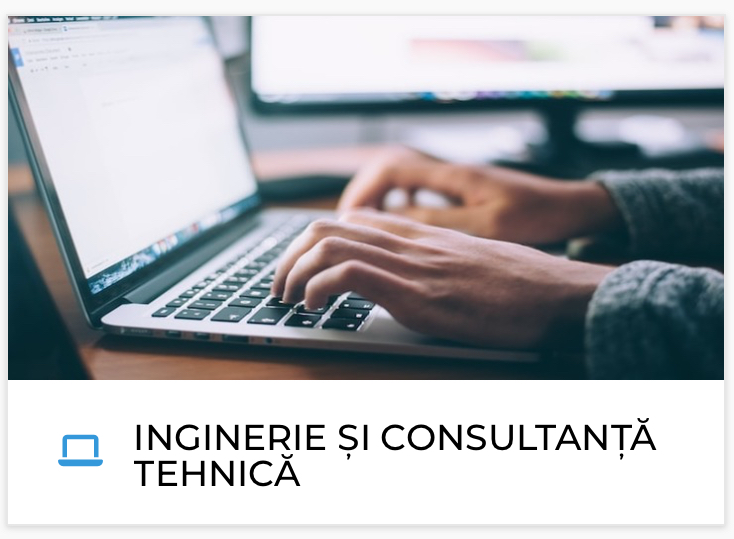 INGINERIE ȘI CONSULTANȚĂ
TEHNICĂ